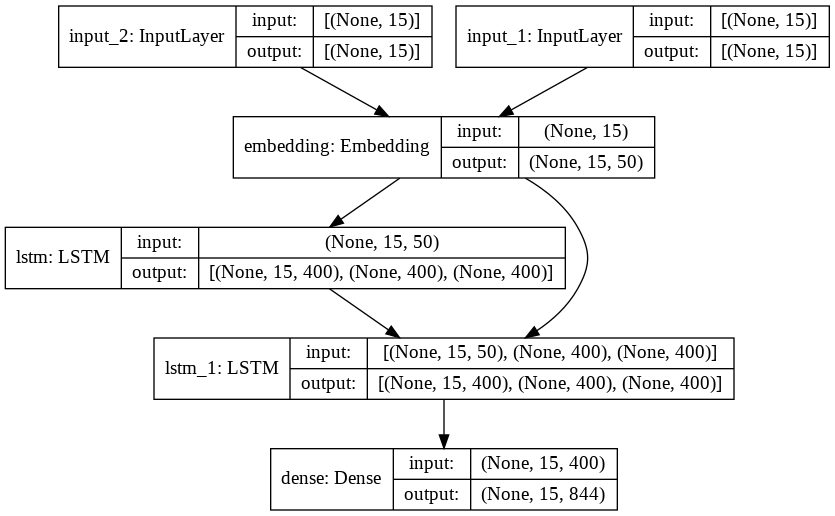 input_2: InputLayer
input: [(None, 15)]
output: [(None, 15)]
input_1: InputLayer
input: [(None, 15)]
output: [(None, 15)]
embedding: Embedding
input: (None, 15)
output: (None, 15, 50)
lstm: LSTM
input: (None, 15, 50)
output: [(None, 15, 400), (None, 400), (None, 400)]
lstm_1: LSTM
input: [(None, 15, 50), (None, 400), (None, 400)]
output: [(None, 15, 400), (None, 400), (None, 400)]
dense: Dense
input: (None, 15, 400)
output: (None, 15, 844)